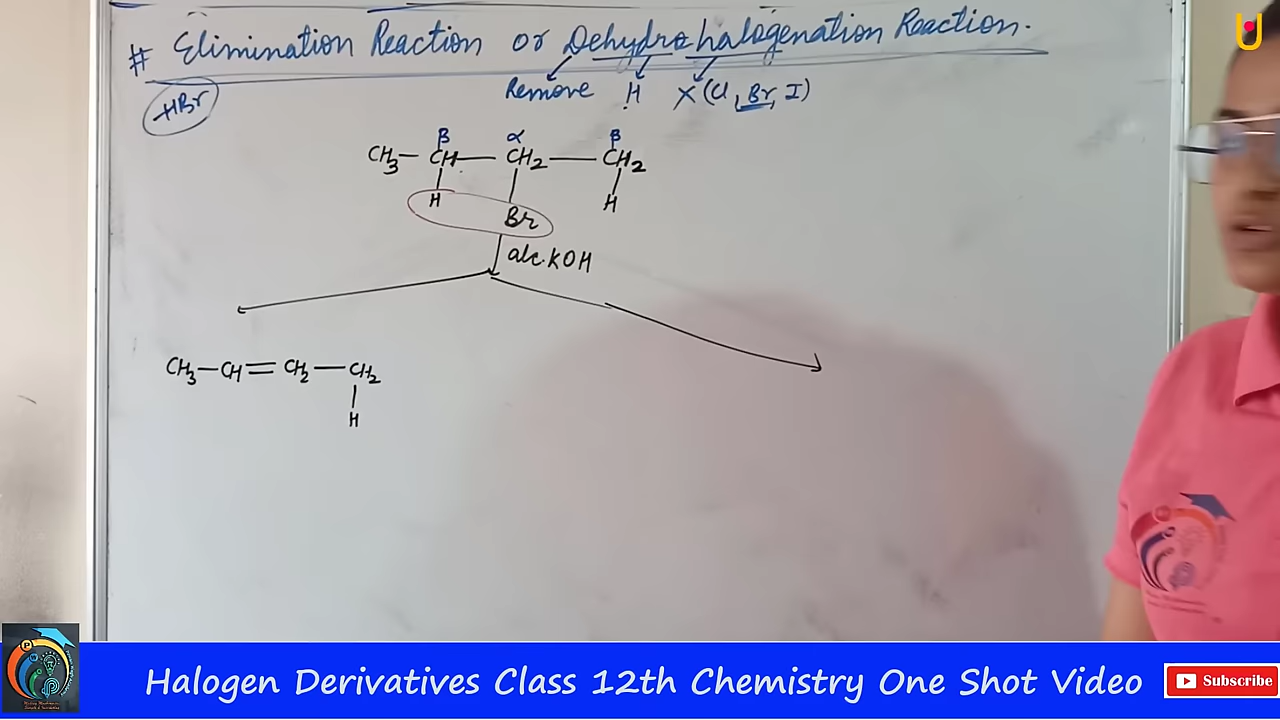 # Elimination Reaction or Dehydrohalogenation Reaction.
Remove H X (Cl, Br, I)
-HBr
β α β
CH3 — CH — CH2 — CH2
H Br H
alc. KOH
CH3 — CH = CH2 — CH2
H
Halogen Derivatives Class 12th Chemistry One Shot Video
Subscribe